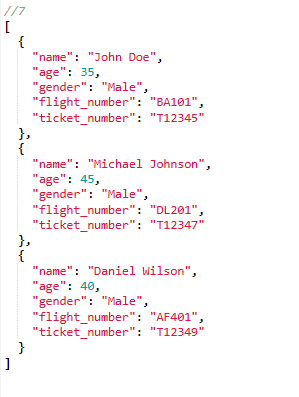 //7
[
  {
    "name": "John Doe",
    "age": 35,
    "gender": "Male",
    "flight_number": "BA101",
    "ticket_number": "T12345"
  },
  {
    "name": "Michael Johnson",
    "age": 45,
    "gender": "Male",
    "flight_number": "DL201",
    "ticket_number": "T12347"
  },
  {
    "name": "Daniel Wilson",
    "age": 40,
    "gender": "Male",
    "flight_number": "AF401",
    "ticket_number": "T12349"
  }
]